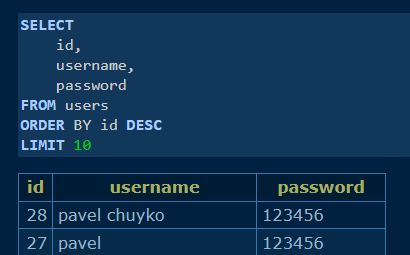 SELECT
    id,
    username,
    password
FROM users
ORDER BY id DESC
LIMIT 10
id username password
28 pavel chuyko 123456
27 pavel 123456